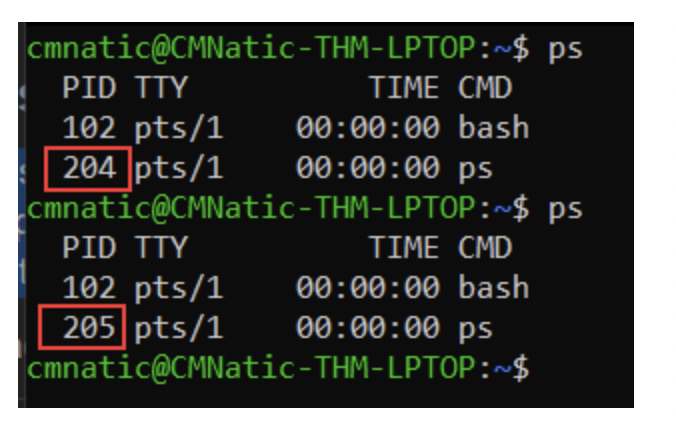 cmnatic@CMNatic-THM-LPTOP:~$ ps
PID TTY TIME CMD
102 pts/1 00:00:00 bash
204 pts/1 00:00:00 ps
cmnatic@CMNatic-THM-LPTOP:~$ ps
PID TTY TIME CMD
102 pts/1 00:00:00 bash
205 pts/1 00:00:00 ps
cmnatic@CMNatic-THM-LPTOP:~$